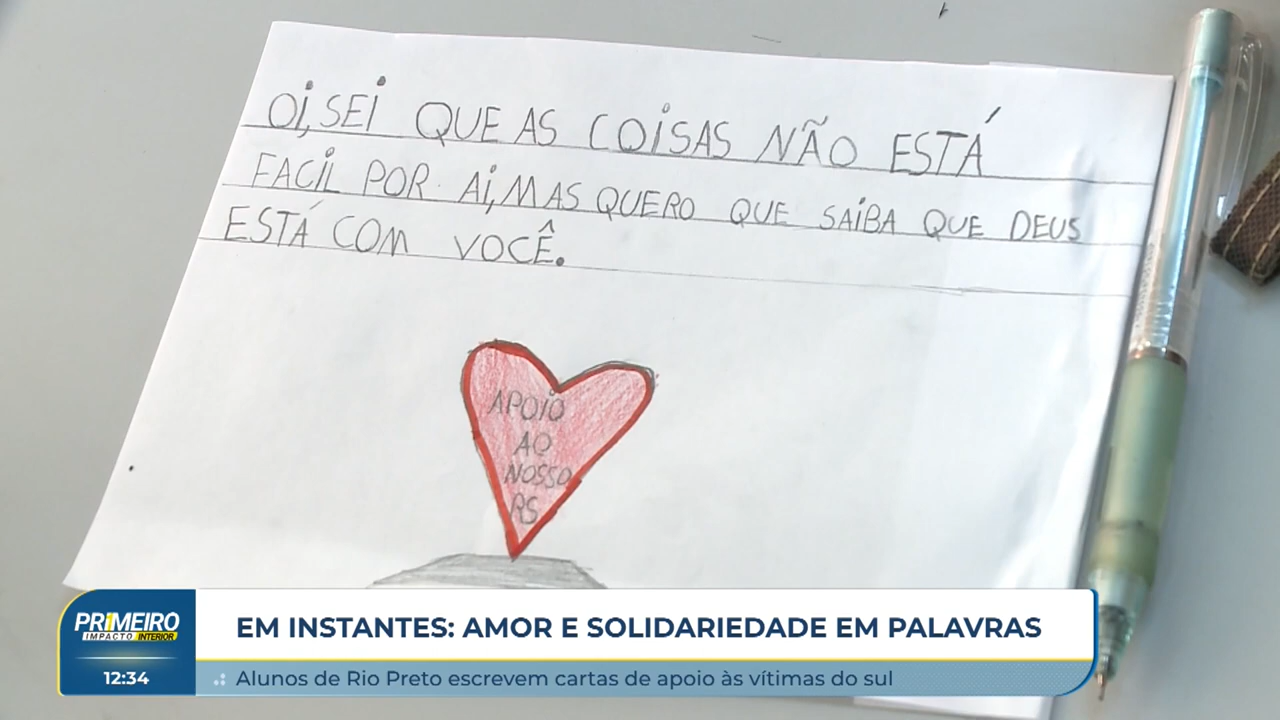 OI, SEI QUE AS COISAS NÃO ESTÁ
FACIL POR AI, MAS QUERO QUE SAIBA QUE DEUS
ESTÁ COM VOCÊ.
APOIO
AO
NOSSO
RS
PR1MEIRO
IMPACTO INTERIOR
12:34
EM INSTANTES: AMOR E SOLIDARIEDADE EM PALAVRAS
Alunos de Rio Preto escrevem cartas de apoio às vítimas do sul